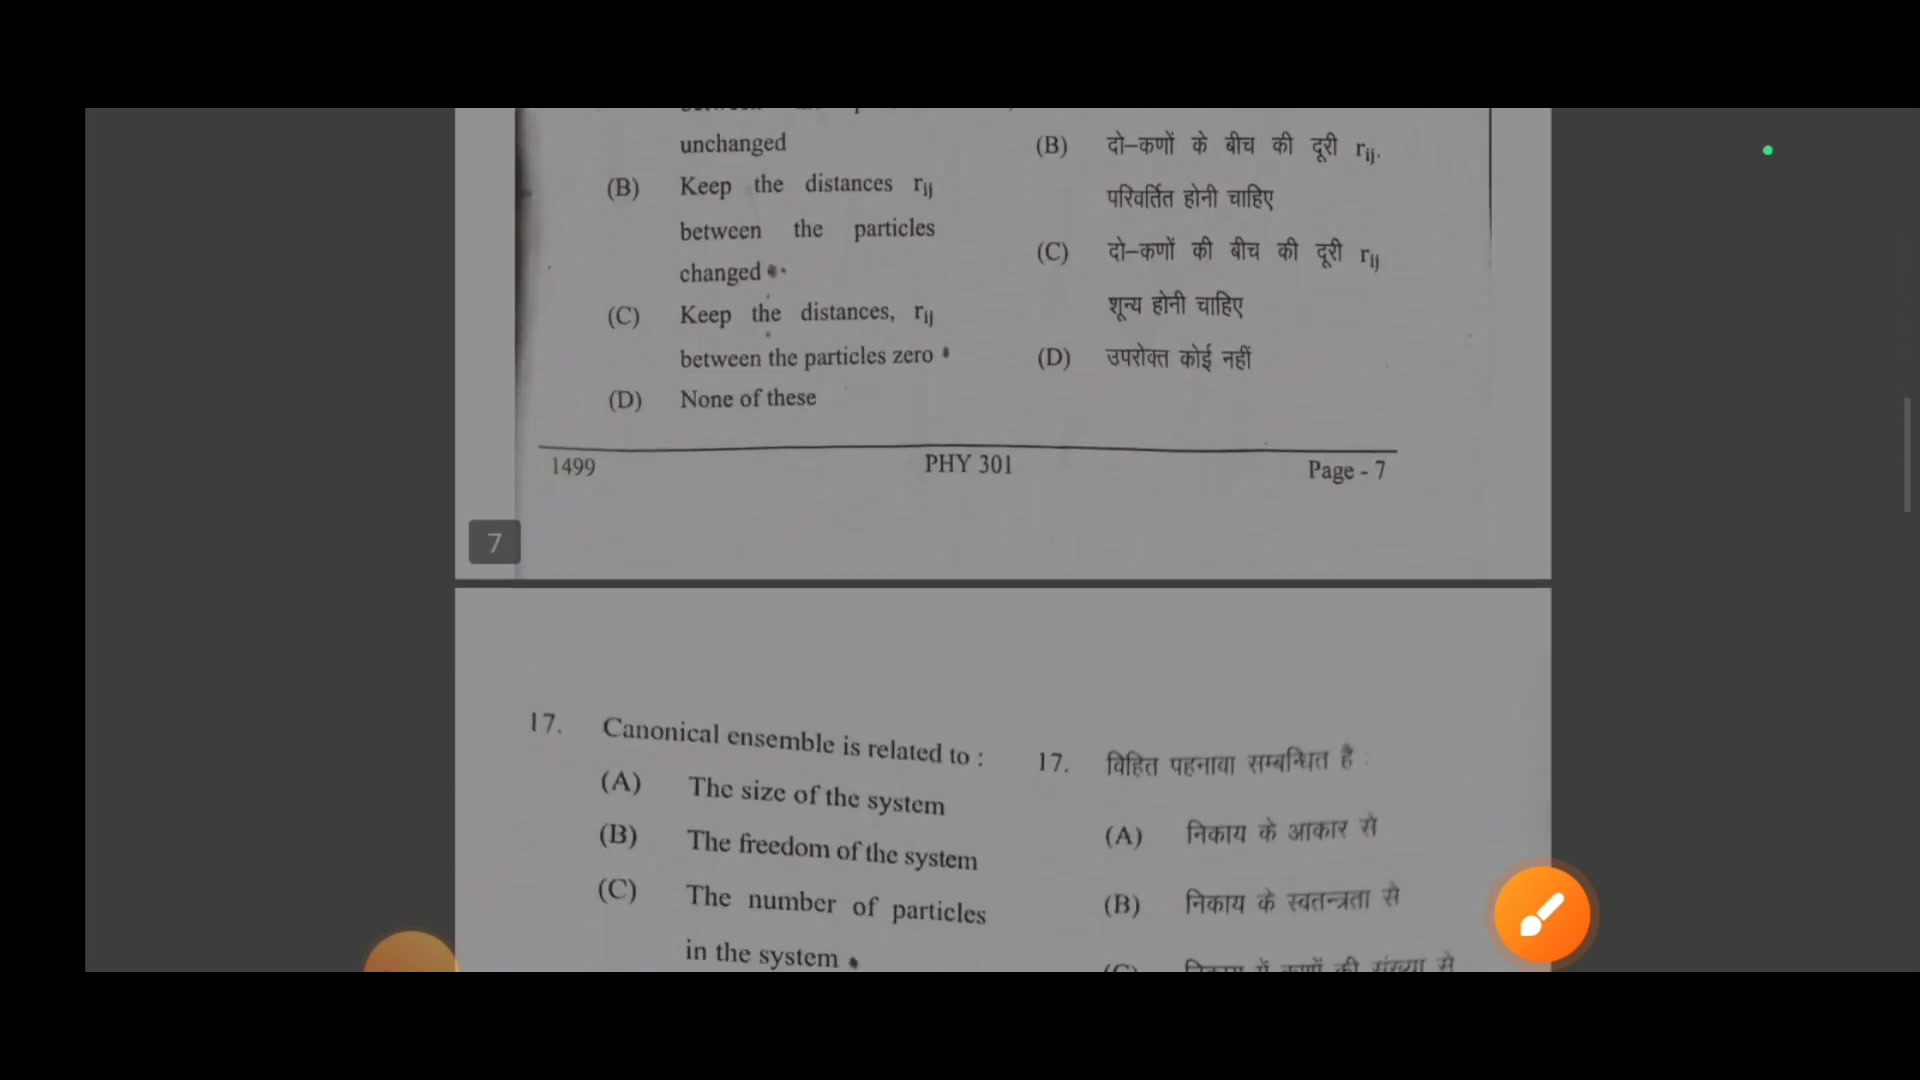 unchanged
(B) Keep the distances rij
between the particles
changed
(C) Keep the distances, rij
between the particles zero
(D) None of these
(B) दो-कणों के बीच की दूरी rij.
परिवर्तित होनी चाहिए
(C) दो-कणों की बीच की दूरी rij
शून्य होनी चाहिए
(D) उपरोक्त कोई नहीं
1499 PHY 301 Page - 7
7
17. Canonical ensemble is related to :
(A) The size of the system
(B) The freedom of the system
(C) The number of particles
in the system
17. विहित पहनावा सम्बन्धित है :
(A) निकाय के आकार से
(B) निकाय के स्वतन्त्रता से
(C) निकाय में कणों की संख्या से